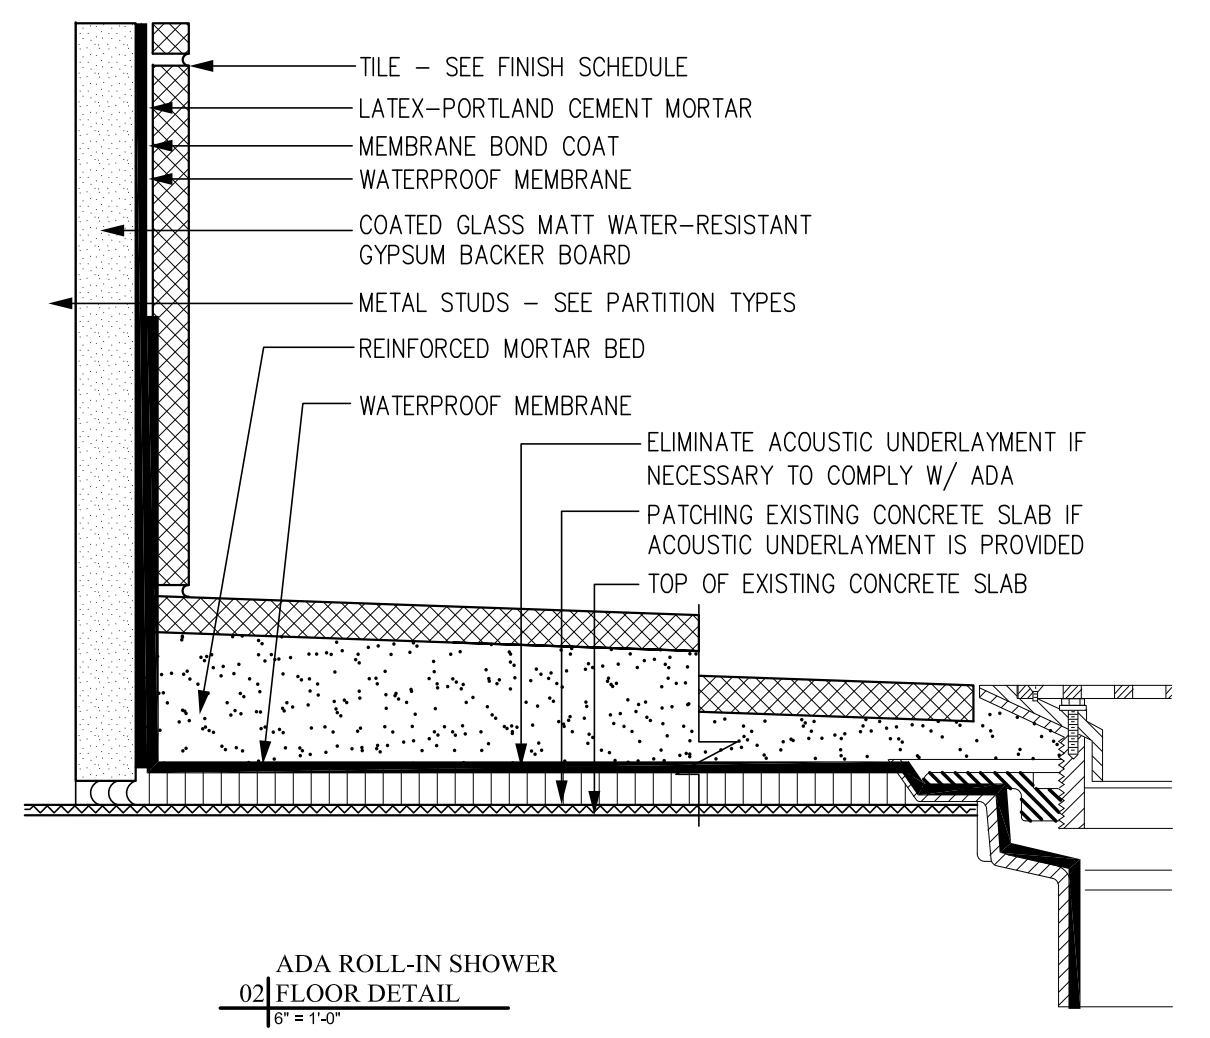 TILE – SEE FINISH SCHEDULE
LATEX–PORTLAND CEMENT MORTAR
MEMBRANE BOND COAT
WATERPROOF MEMBRANE
COATED GLASS MATT WATER–RESISTANT
GYPSUM BACKER BOARD
METAL STUDS – SEE PARTITION TYPES
REINFORCED MORTAR BED
WATERPROOF MEMBRANE
ELIMINATE ACOUSTIC UNDERLAYMENT IF
NECESSARY TO COMPLY W/ ADA
PATCHING EXISTING CONCRETE SLAB IF
ACOUSTIC UNDERLAYMENT IS PROVIDED
TOP OF EXISTING CONCRETE SLAB
ADA ROLL-IN SHOWER
02 FLOOR DETAIL
6" = 1'-0"